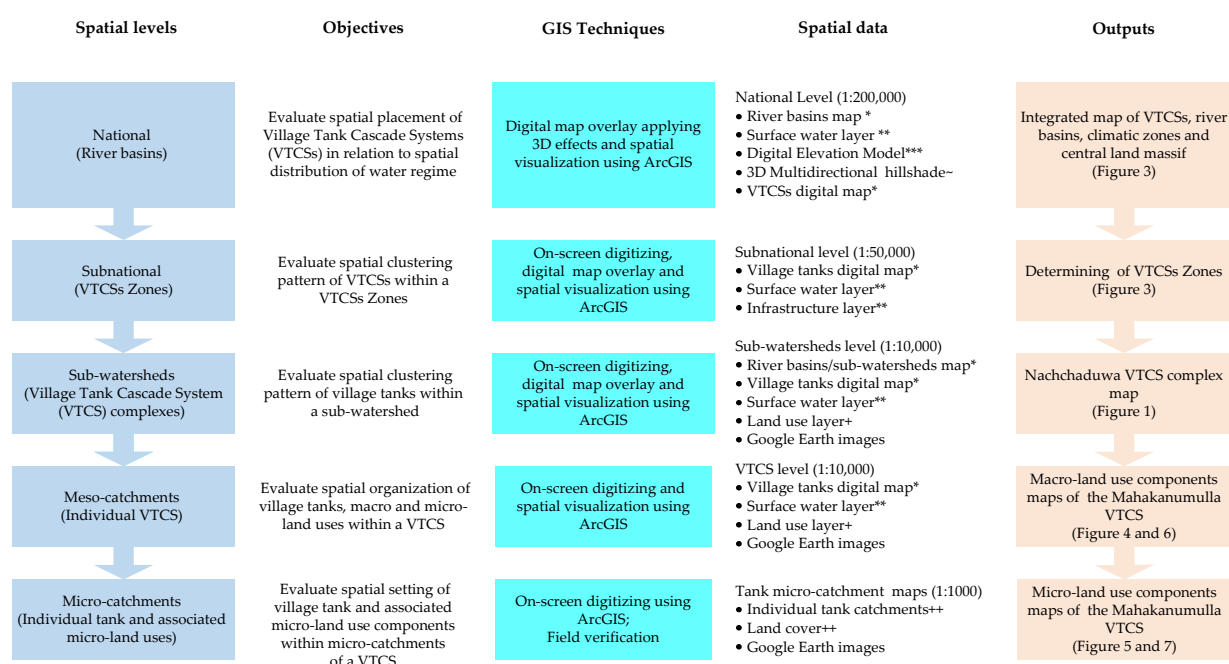 Spatial levels
Objectives
GIS Techniques
Spatial data
Outputs
National
(River basins)
Evaluate spatial placement of
Village Tank Cascade Systems
(VTCSs) in relation to spatial
distribution of water regime
Digital map overlay applying
3D effects and spatial
visualization using ArcGIS
National Level (1:200,000)
• River basins map *
• Surface water layer **
• Digital Elevation Model***
• 3D Multidirectional hillshade~
• VTCSs digital map*
Integrated map of VTCSs, river
basins, climatic zones and
central land massif
(Figure 3)
Subnational
(VTCSs Zones)
Evaluate spatial clustering
pattern of VTCSs within a
VTCSs Zones
On-screen digitizing,
digital map overlay and
spatial visualization using
ArcGIS
Subnational level (1:50,000)
• Village tanks digital map*
• Surface water layer**
• Infrastructure layer**
Determining of VTCSs Zones
(Figure 3)
Sub-watersheds
(Village Tank Cascade System
(VTCS) complexes)
Evaluate spatial clustering
pattern of village tanks within
a sub-watershed
On-screen digitizing,
digital map overlay and
spatial visualization using
ArcGIS
Sub-watersheds level (1:10,000)
• River basins/sub-watersheds map*
• Village tanks digital map*
• Surface water layer**
• Land use layer+
• Google Earth images
Nachchaduwa VTCS complex
map
(Figure 1)
Meso-catchments
(Individual VTCS)
Evaluate spatial organization of
village tanks, macro and micro-
land uses within a VTCS
On-screen digitizing and
spatial visualization using
ArcGIS
VTCS level (1:10,000)
• Village tanks digital map*
• Surface water layer**
• Land use layer+
• Google Earth images
Macro-land use components
maps of the Mahakanumulla
VTCS
(Figure 4 and 6)
Micro-catchments
(Individual tank and associated
micro-land uses)
Evaluate spatial setting of
village tank and associated
micro-land use components
within micro-catchments
of a VTCS
On-screen digitizing using
ArcGIS;
Field verification
Tank micro-catchment maps (1:1000)
• Individual tank catchments++
• Land cover++
• Google Earth images
Micro-land use components
maps of the Mahakanumulla
VTCS
(Figure 5 and 7)